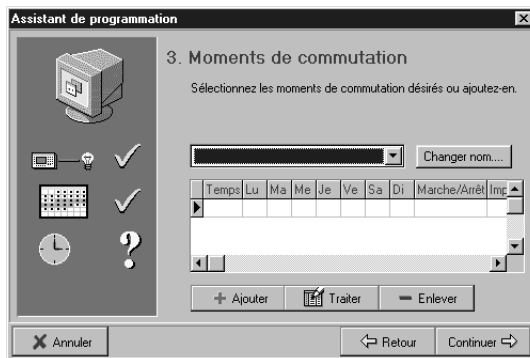 Assistant de programmation
3. Moments de commutation
Sélectionnez les moments de commutation désirés ou ajoutez-en.
Changer nom....
Temps Lu Ma Me Je Ve Sa Di Marche/Arrêt Imp
+ Ajouter Traiter Enlever
Annuler Retour Continuer